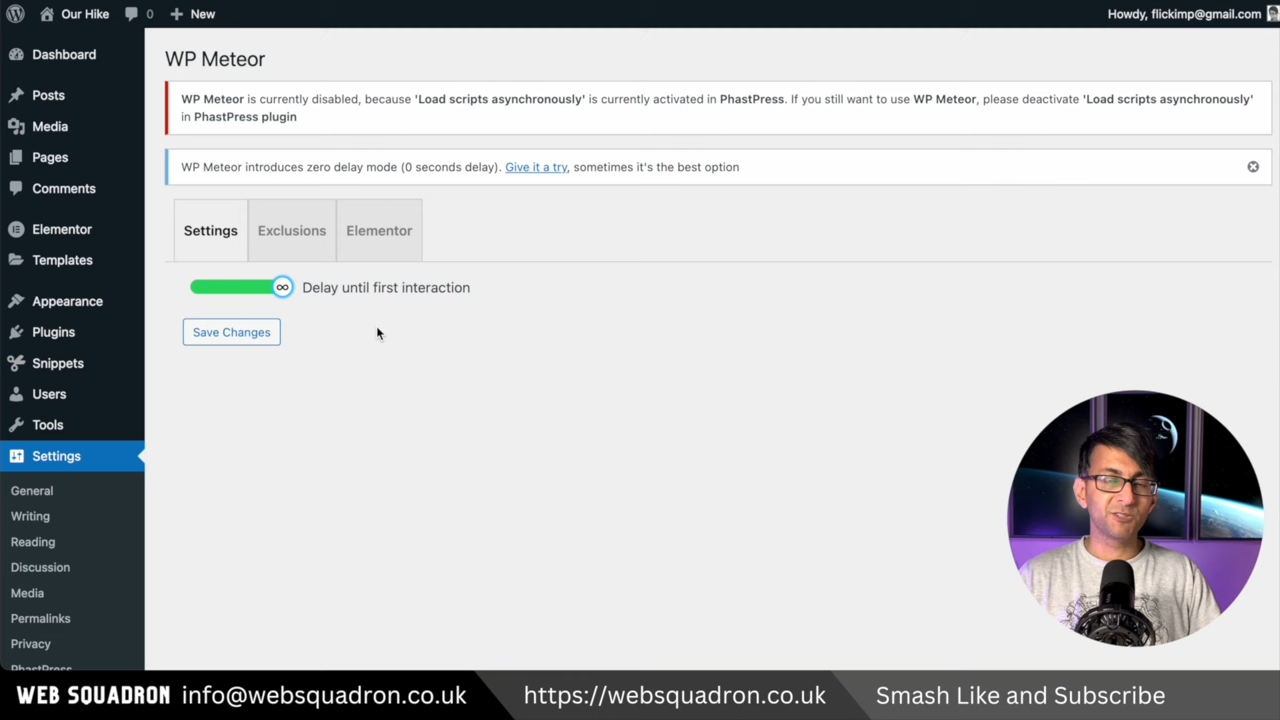 Our Hike
0
New
Howdy, flickimp@gmail.com
Dashboard
Posts
Media
Pages
Comments
Elementor
Templates
Appearance
Plugins
Snippets
Users
Tools
Settings
General
Writing
Reading
Discussion
Media
Permalinks
Privacy
PhastPress
WP Meteor
WP Meteor is currently disabled, because 'Load scripts asynchronously' is currently activated in PhastPress. If you still want to use WP Meteor, please deactivate 'Load scripts asynchronously'
in PhastPress plugin
WP Meteor introduces zero delay mode (0 seconds delay). Give it a try, sometimes it's the best option
Settings
Exclusions
Elementor
∞ Delay until first interaction
Save Changes
WEB SQUADRON info@websquadron.co.uk
https://websquadron.co.uk
Smash Like and Subscribe